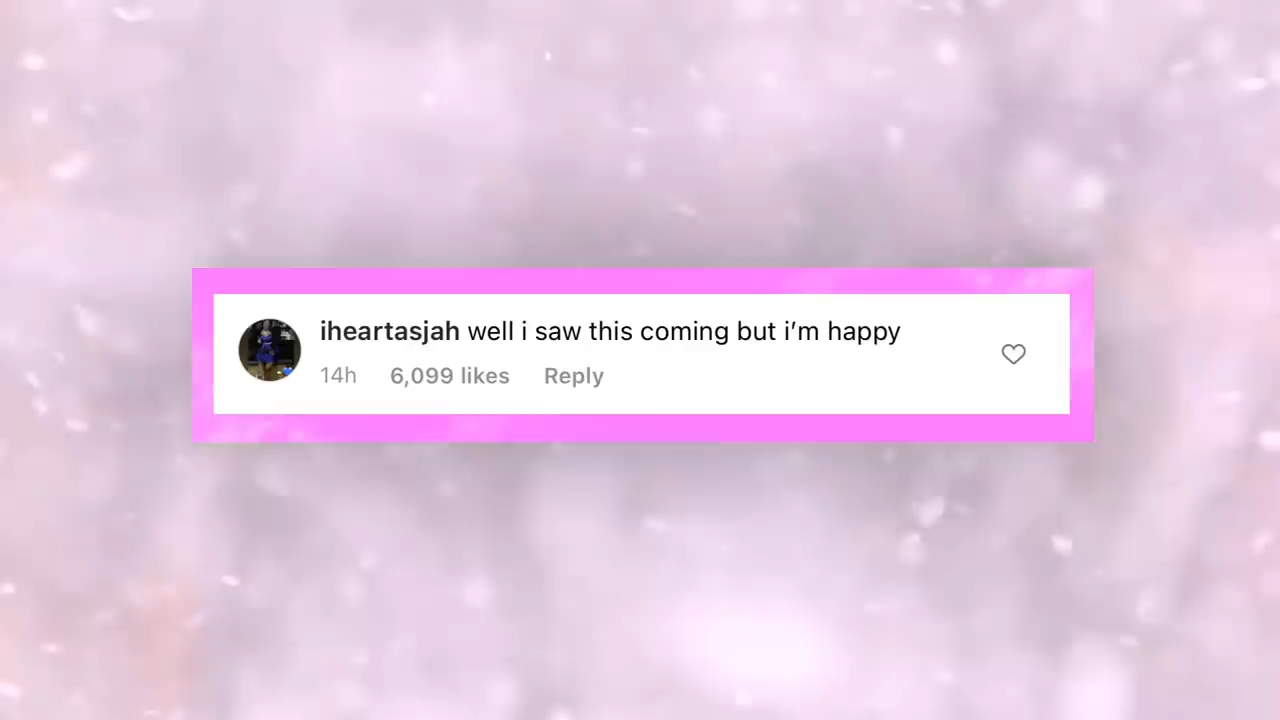 iheartasjah well i saw this coming but i’m happy
14h 6,099 likes Reply